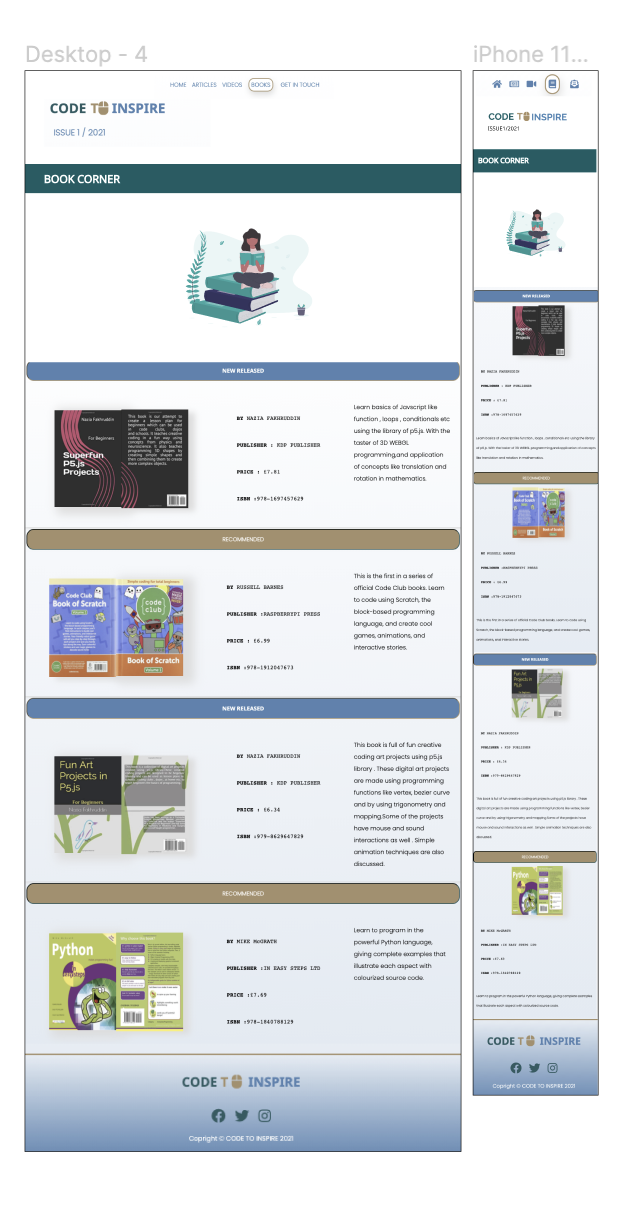 Desktop - 4
HOME ARTICLES VIDEOS BOOKS GET IN TOUCH
CODE T INSPIRE
ISSUE 1 / 2021
BOOK CORNER
NEW RELEASED
Nazia Fakhruddin
For Beginners
Superfun
P5.js
Projects
This book is our attempt to
create a lesson plan for
beginners which can be used
in code clubs, dojos
and schools. It teaches creative
coding in a fun way using
concepts from physics and
neuroscience. It also teaches
programming 3D shapes by
creating simple shapes and
then combining them to create
more complex objects.
BY NAZIA FAKHRUDDIN
PUBLISHER : KDP PUBLISHER
PRICE : £7.81
ISBN :978-1697457629
Learn basics of Javscript like
function , loops , conditionals etc
using the library of p5.js. With the
taster of 3D WEBGL
programming,and application
of concepts like translation and
rotation in mathematics.
RECOMMENDED
Code Club
Book of Scratch
Volume 1
Simple coding for total beginners
code
club
Book of Scratch
Volume 1
BY RUSSELL BARNES
PUBLISHER :RASPBERRYPI PRESS
PRICE : £6,99
ISBN :978-1912047673
This is the first in a series of
official Code Club books. Learn
to code using Scratch, the
block-based programming
language, and create cool
games, animations, and
interactive stories.
NEW RELEASED
Fun Art
Projects in
P5.js
For Beginners
Nazia Fakhruddin
BY NAZIA FAKHRUDDIN
PUBLISHER : KDP PUBLISHER
PRICE : £6.34
ISBN :979-8629647829
This book is full of fun creative
coding art projects using p5.js
library . These digital art projects
are made using programming
functions like vertex, bezier curve
and by using trigonometry and
mapping.Some of the projects
have mouse and sound
interactions as well . Simple
animation techniques are also
discussed.
RECOMMENDED
Python
in easy steps
BY MIKE McGRATH
PUBLISHER :IN EASY STEPS LTD
PRICE :£7.69
ISBN :978-1840788129
Learn to program in the
powerful Python language,
giving complete examples that
illustrate each aspect with
colourized source code.
CODE T INSPIRE
Copright © CODE TO INSPIRE 2021
iPhone 11...
CODE T INSPIRE
ISSUE1/2021
BOOK CORNER
NEW RELEASED
Superfun
P5.js
Projects
BY NAZIA FAKHRUDDIN
PUBLISHER : KDP PUBLISHER
PRICE : £7.81
ISBN :978-1697457629
Learn basics of Javscript like function , loops , conditionals etc using the library
of p5.js. With the taster of 3D WEBGL programming,and application of concepts
like translation and rotation in mathematics.
RECOMMENDED
BY RUSSELL BARNES
PUBLISHER :RASPBERRYPI PRESS
PRICE : £6.99
ISBN :978-1912047673
This is the first in a series of official Code Club books. Learn to code using
Scratch, the block-based programming language, and create cool games,
animations, and interactive stories.
NEW RELEASED
Fun Art
Projects in
P5.js
BY NAZIA FAKHRUDDIN
PUBLISHER : KDP PUBLISHER
PRICE : £6.34
ISBN :979-8629647829
This book is full of fun creative coding art projects using p5.js library . These
digital art projects are made using programming functions like vertex, bezier
curve and by using trigonometry and mapping.Some of the projects have
mouse and sound interactions as well . Simple animation techniques are also
discussed.
RECOMMENDED
Python
BY MIKE McGRATH
PUBLISHER :IN EASY STEPS LTD
PRICE :£7.69
ISBN :978-1840788129
Learn to program in the powerful Python language, giving complete examples
that illustrate each aspect with colourized source code.
CODE T INSPIRE
Copright © CODE TO INSPIRE 2021